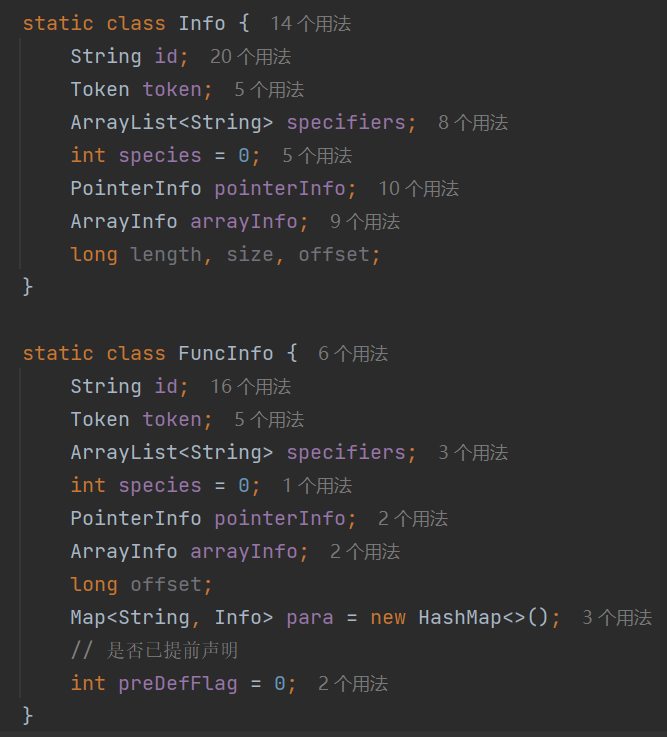 static class Info {  14 个用法
    String id;  20 个用法
    Token token;  5 个用法
    ArrayList<String> specifiers;  8 个用法
    int species = 0;  5 个用法
    PointerInfo pointerInfo;  10 个用法
    ArrayInfo arrayInfo;  9 个用法
    long length, size, offset;
}
static class FuncInfo {  6 个用法
    String id;  16 个用法
    Token token;  5 个用法
    ArrayList<String> specifiers;  3 个用法
    int species = 0;  1 个用法
    PointerInfo pointerInfo;  2 个用法
    ArrayInfo arrayInfo;  2 个用法
    long offset;
    Map<String, Info> para = new HashMap<>();  3 个用法
    // 是否已提前声明
    int preDefFlag = 0;  2 个用法
}